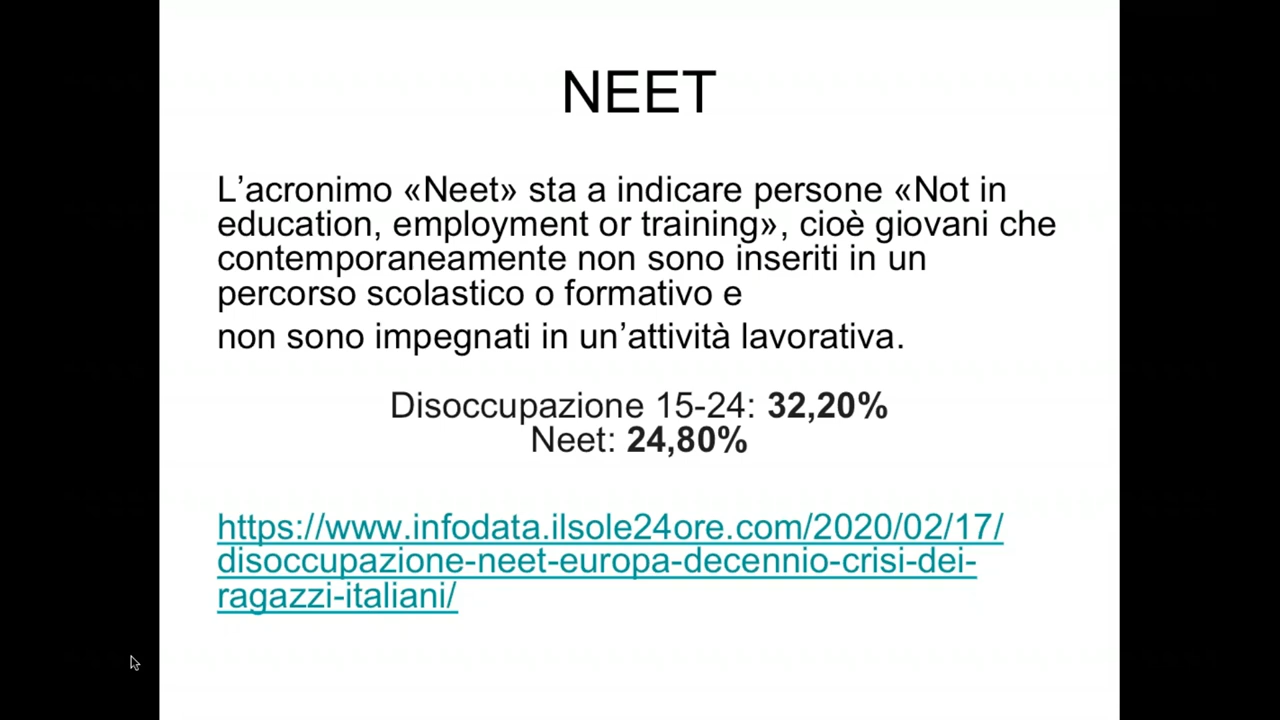 NEET
L’acronimo «Neet» sta a indicare persone «Not in
education, employment or training», cioè giovani che
contemporaneamente non sono inseriti in un
percorso scolastico o formativo e
non sono impegnati in un’attività lavorativa.
Disoccupazione 15-24: 32,20%
Neet: 24,80%
https://www.infodata.ilsole24ore.com/2020/02/17/
disoccupazione-neet-europa-decennio-crisi-dei-
ragazzi-italiani/